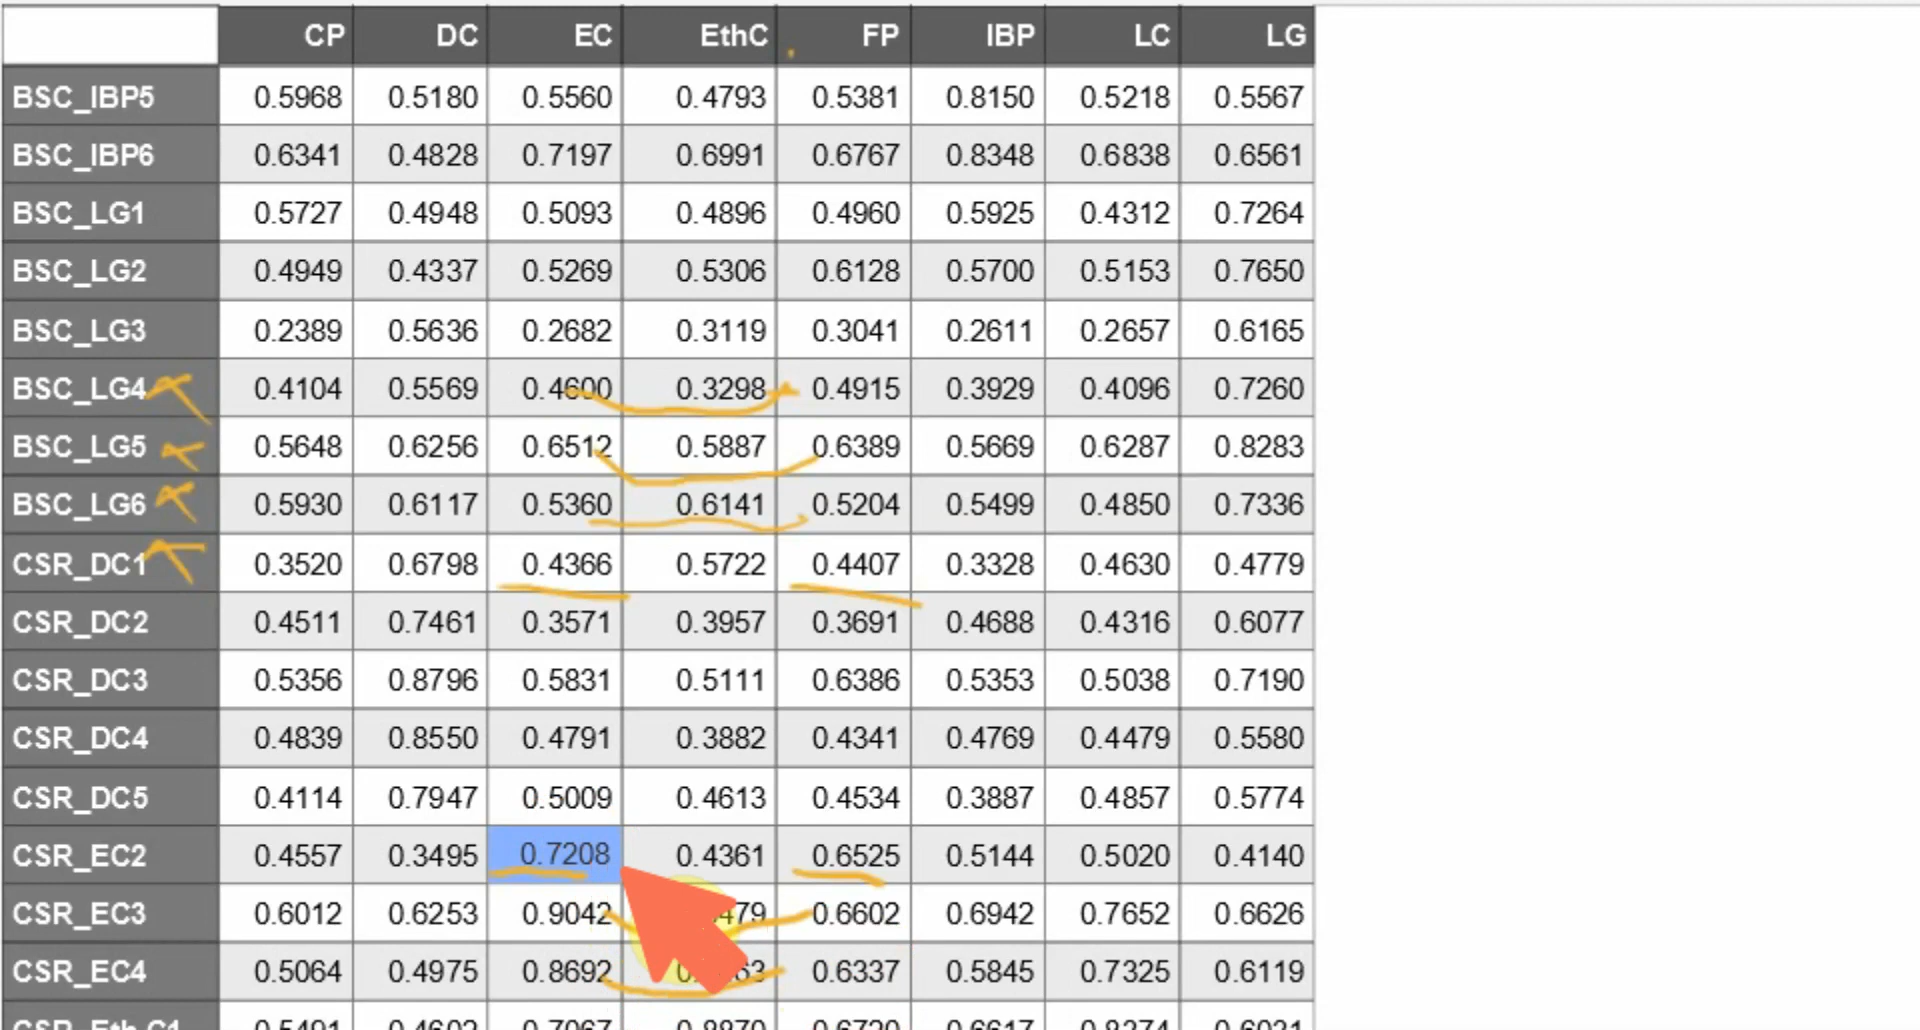 CP DC EC EthC FP IBP LC LG
BSC_IBP5 0.5968 0.5180 0.5560 0.4793 0.5381 0.8150 0.5218 0.5567
BSC_IBP6 0.6341 0.4828 0.7197 0.6991 0.6767 0.8348 0.6838 0.6561
BSC_LG1 0.5727 0.4948 0.5093 0.4896 0.4960 0.5925 0.4312 0.7264
BSC_LG2 0.4949 0.4337 0.5269 0.5306 0.6128 0.5700 0.5153 0.7650
BSC_LG3 0.2389 0.5636 0.2682 0.3119 0.3041 0.2611 0.2657 0.6165
BSC_LG4 0.4104 0.5569 0.4600 0.3298 0.4915 0.3929 0.4096 0.7260
BSC_LG5 0.5648 0.6256 0.6512 0.5887 0.6389 0.5669 0.6287 0.8283
BSC_LG6 0.5930 0.6117 0.5360 0.6141 0.5204 0.5499 0.4850 0.7336
CSR_DC1 0.3520 0.6798 0.4366 0.5722 0.4407 0.3328 0.4630 0.4779
CSR_DC2 0.4511 0.7461 0.3571 0.3957 0.3691 0.4688 0.4316 0.6077
CSR_DC3 0.5356 0.8796 0.5831 0.5111 0.6386 0.5353 0.5038 0.7190
CSR_DC4 0.4839 0.8550 0.4791 0.3882 0.4341 0.4769 0.4479 0.5580
CSR_DC5 0.4114 0.7947 0.5009 0.4613 0.4534 0.3887 0.4857 0.5774
CSR_EC2 0.4557 0.3495 0.7208 0.4361 0.6525 0.5144 0.5020 0.4140
CSR_EC3 0.6012 0.6253 0.9042 0.6602 0.6942 0.7652 0.6626
CSR_EC4 0.5064 0.4975 0.8692 0.6337 0.5845 0.7325 0.6119